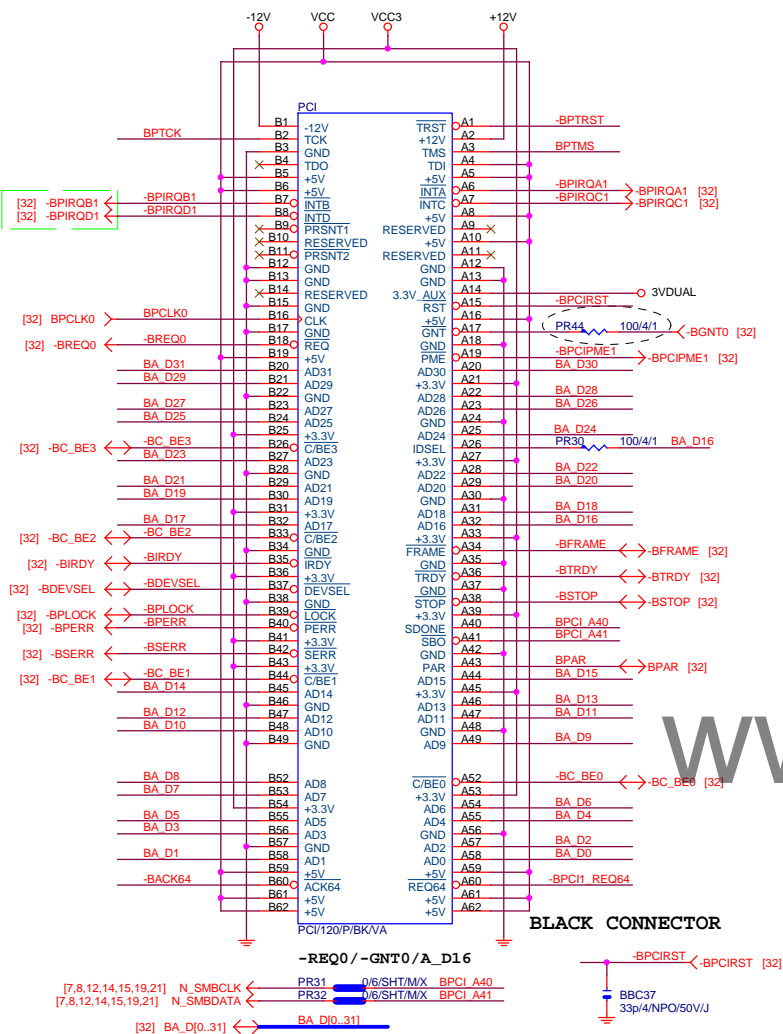 -12V VCC VCC3 +12V
PCI
B1 -12V TRST A1 -BPTRST
BPTCK B2 TCK +12V A2
B3 GND TMS A3 BPTMS
B4 TDO TDI A4
B5 +5V +5V A5
B6 +5V INTA A6 -BPIRQA1 -BPIRQA1 [32]
[32] -BPIRQB1 -BPIRQB1 B7 INTB INTC A7 -BPIRQC1 -BPIRQC1 [32]
[32] -BPIRQD1 -BPIRQD1 B8 INTD +5V A8
B9 PRSNT1 RESERVED A9
B10 RESERVED +5V A10
B11 PRSNT2 RESERVED A11
B12 GND GND A12
B13 GND GND A13
B14 RESERVED 3.3V_AUX A14 3VDUAL
B15 GND RST A15 -BPCIRST
[32] BPCLK0 BPCLK0 B16 CLK +5V A16
B17 GND GNT A17 PR44 100/4/1 -BGNT0 [32]
[32] -BREQ0 -BREQ0 B18 REQ GND A18
B19 +5V PME A19 -BPCIPME1 -BPCIPME1 [32]
BA_D31 B20 AD31 AD30 A20 BA_D30
BA_D29 B21 AD29 +3.3V A21
B22 GND AD28 A22 BA_D28
BA_D27 B23 AD27 AD26 A23 BA_D26
BA_D25 B24 AD25 GND A24
B25 +3.3V AD24 A25 BA_D24
[32] -BC_BE3 -BC_BE3 B26 C/BE3 IDSEL A26 PR30 100/4/1 BA_D16
BA_D23 B27 AD23 +3.3V A27
B28 GND AD22 A28 BA_D22
BA_D21 B29 AD21 AD20 A29 BA_D20
BA_D19 B30 AD19 GND A30
B31 +3.3V AD18 A31 BA_D18
BA_D17 B32 AD17 AD16 A32 BA_D16
[32] -BC_BE2 -BC_BE2 B33 C/BE2 +3.3V A33
B34 GND FRAME A34 -BFRAME -BFRAME [32]
[32] -BIRDY -BIRDY B35 IRDY GND A35
B36 +3.3V TRDY A36 -BTRDY -BTRDY [32]
[32] -BDEVSEL -BDEVSEL B37 DEVSEL GND A37
B38 GND STOP A38 -BSTOP -BSTOP [32]
[32] -BPLOCK -BPLOCK B39 LOCK +3.3V A39
[32] -BPERR -BPERR B40 PERR SDONE A40 BPCI_A40
B41 +3.3V SBO A41 BPCI_A41
[32] -BSERR -BSERR B42 SERR GND A42
B43 +3.3V PAR A43 BPAR BPAR [32]
[32] -BC_BE1 -BC_BE1 B44 C/BE1 AD15 A44 BA_D15
BA_D14 B45 AD14 +3.3V A45
B46 GND AD13 A46 BA_D13
BA_D12 B47 AD12 AD11 A47 BA_D11
BA_D10 B48 AD10 GND A48
B49 GND AD9 A49 BA_D9
BA_D8 B52 AD8 C/BE0 A52 -BC_BE0 -BC_BE0 [32]
BA_D7 B53 AD7 +3.3V A53
B54 +3.3V AD6 A54 BA_D6
BA_D5 B55 AD5 AD4 A55 BA_D4
BA_D3 B56 AD3 GND A56
B57 GND AD2 A57 BA_D2
BA_D1 B58 AD1 AD0 A58 BA_D0
B59 +5V +5V A59
-BACK64 B60 ACK64 REQ64 A60 -BPCI1_REQ64
B61 +5V +5V A61
B62 +5V +5V A62
PCI/120/P/BK/VA
BLACK CONNECTOR
-REQ0/-GNT0/A_D16
[7,8,12,14,15,19,21] N_SMBCLK PR31 0/6/SHT/M/X BPCI_A40
[7,8,12,14,15,19,21] N_SMBDATA PR32 0/6/SHT/M/X BPCI_A41
[32] BA_D[0..31] BA_D[0..31]
-BPCIRST -BPCIRST [32]
BBC37
33p/4/NPO/50V/J